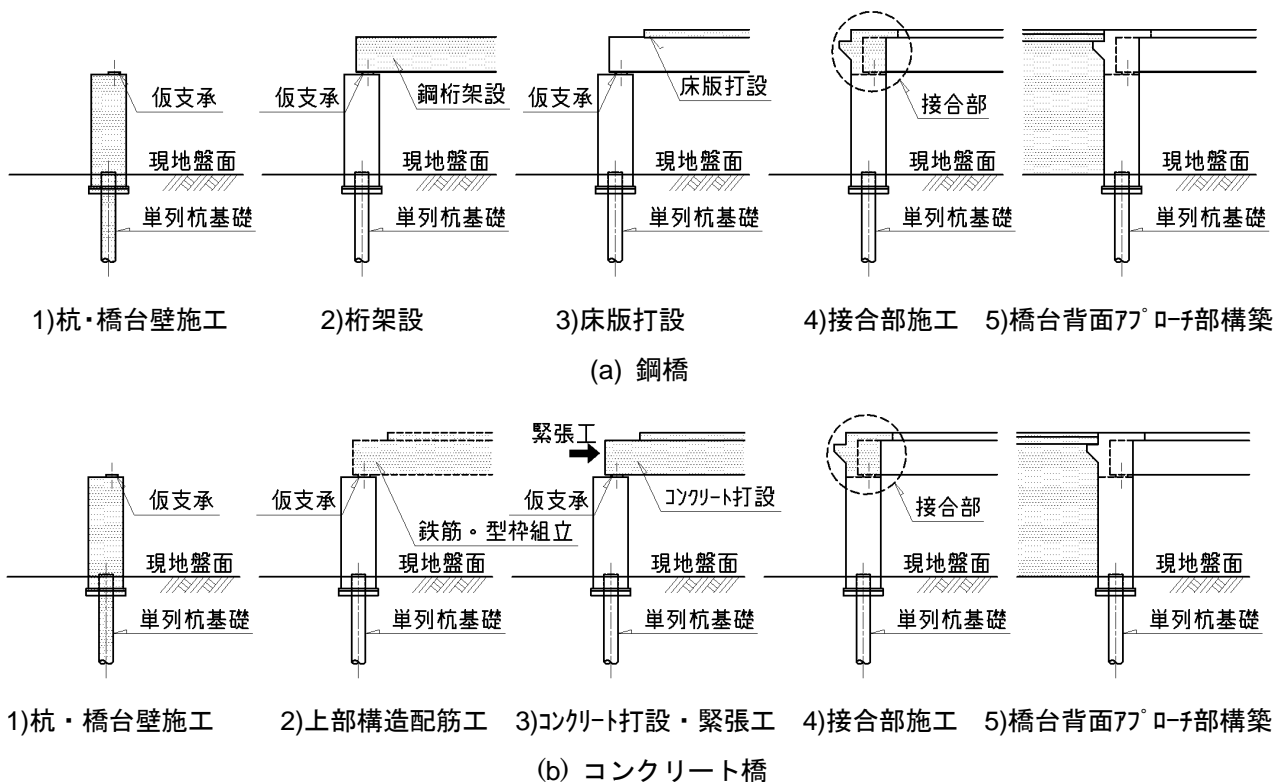 仮支承
現地盤面
単列杭基礎
1)杭・橋台壁施工
仮支承
鋼桁架設
現地盤面
単列杭基礎
2)桁架設
仮支承
床版打設
現地盤面
単列杭基礎
3)床版打設
接合部
現地盤面
単列杭基礎
4)接合部施工
現地盤面
単列杭基礎
5)橋台背面アプローチ部構築
(a) 鋼橋
仮支承
現地盤面
単列杭基礎
1)杭・橋台壁施工
仮支承
鉄筋。型枠組立
現地盤面
単列杭基礎
2)上部構造配筋工
緊張工
仮支承
コンクリート打設
現地盤面
単列杭基礎
3)コンクリート打設・緊張工
接合部
現地盤面
単列杭基礎
4)接合部施工
現地盤面
単列杭基礎
5)橋台背面アプローチ部構築
(b) コンクリート橋